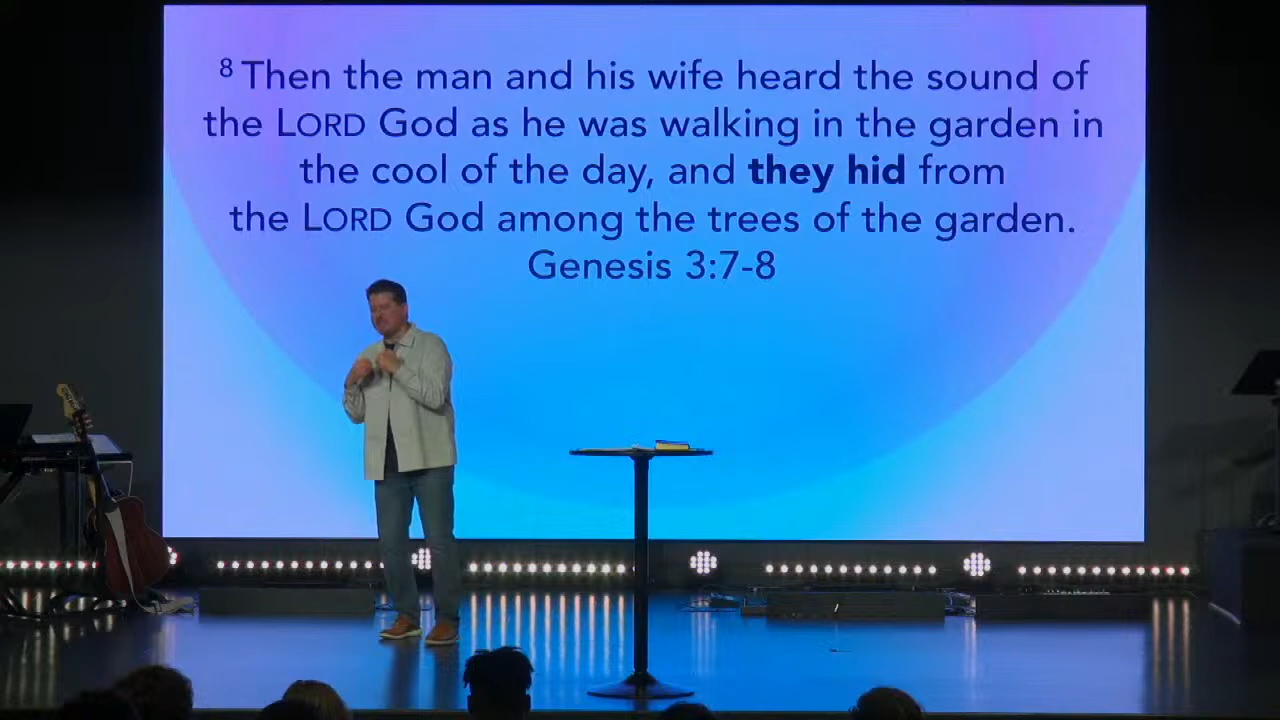 8 Then the man and his wife heard the sound of
the LORD God as he was walking in the garden in
the cool of the day, and they hid from
the LORD God among the trees of the garden.
Genesis 3:7-8